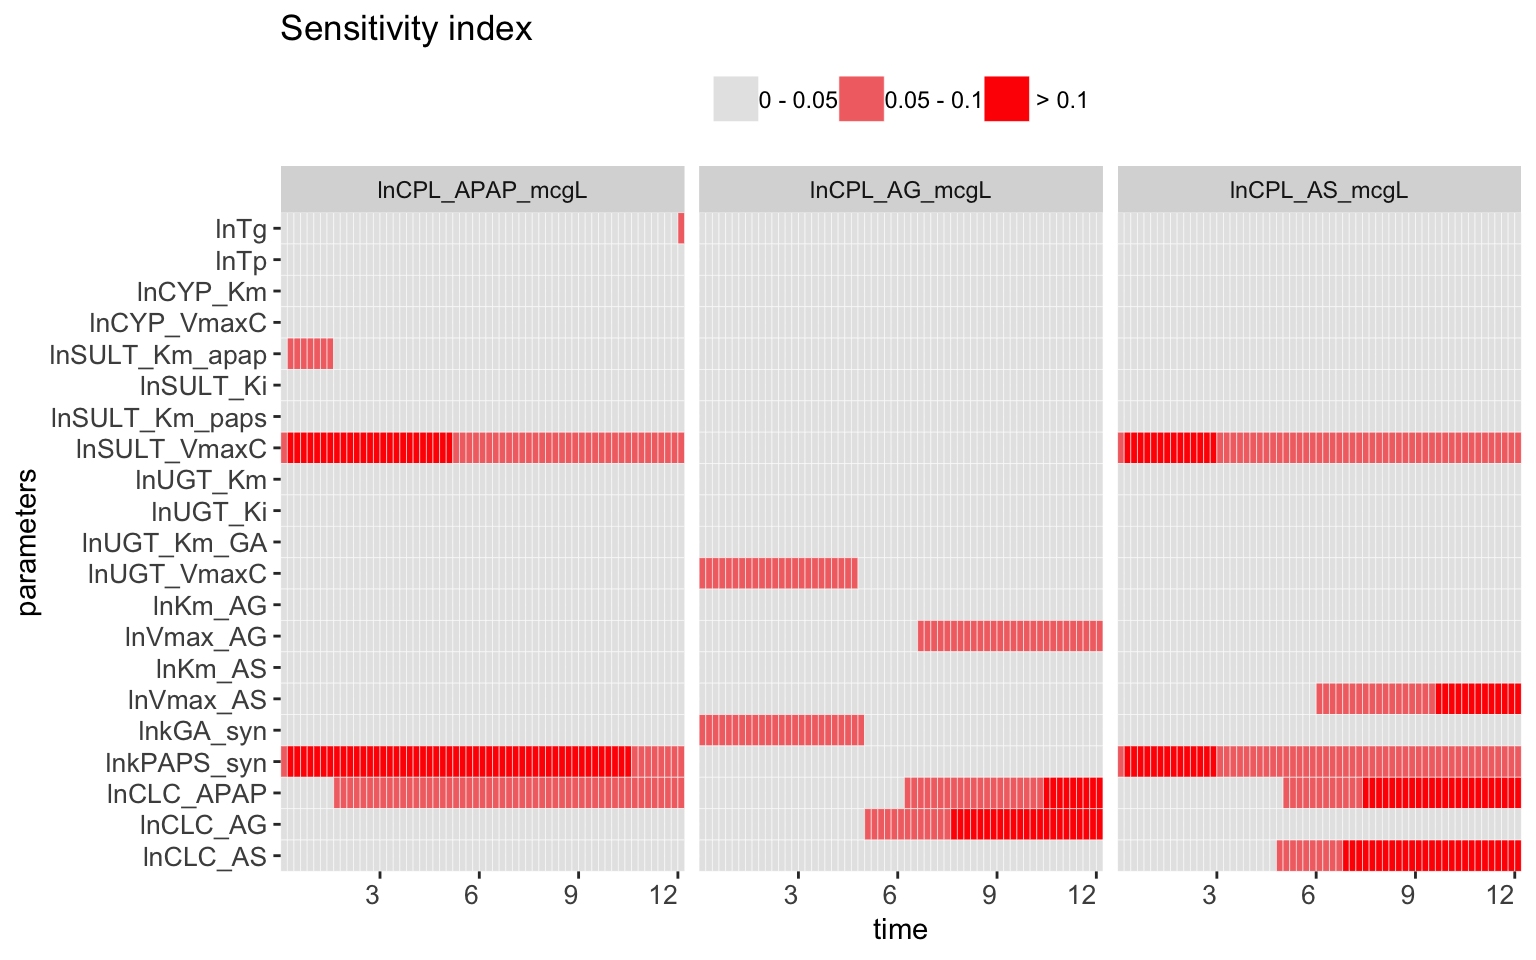 Sensitivity index
0 - 0.05 0.05 - 0.1 > 0.1
lnCPL_APAP_mcgL lnCPL_AG_mcgL lnCPL_AS_mcgL
parameters
lnTg
lnTp
lnCYP_Km
lnCYP_VmaxC
lnSULT_Km_apap
lnSULT_Ki
lnSULT_Km_paps
lnSULT_VmaxC
lnUGT_Km
lnUGT_Ki
lnUGT_Km_GA
lnUGT_VmaxC
lnKm_AG
lnVmax_AG
lnKm_AS
lnVmax_AS
lnkGA_syn
lnkPAPS_syn
lnCLC_APAP
lnCLC_AG
lnCLC_AS
3 6 9 12 3 6 9 12 3 6 9 12
time